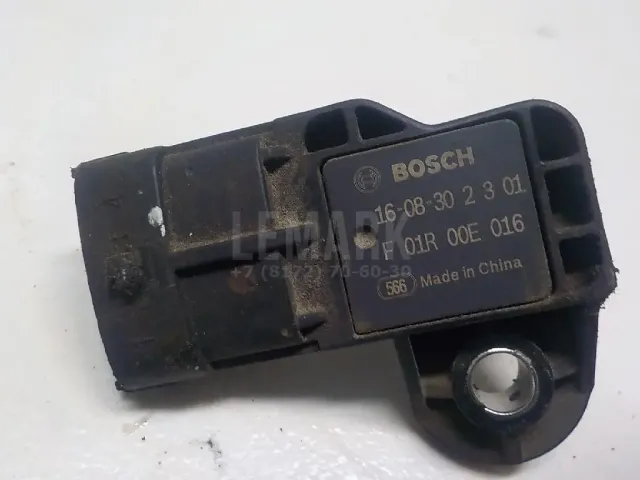 BOSCH
16-08-30 2 3 01
F 01R 00E 016
566 Made in China
LEMARK
+7 (8172) 70-60-30